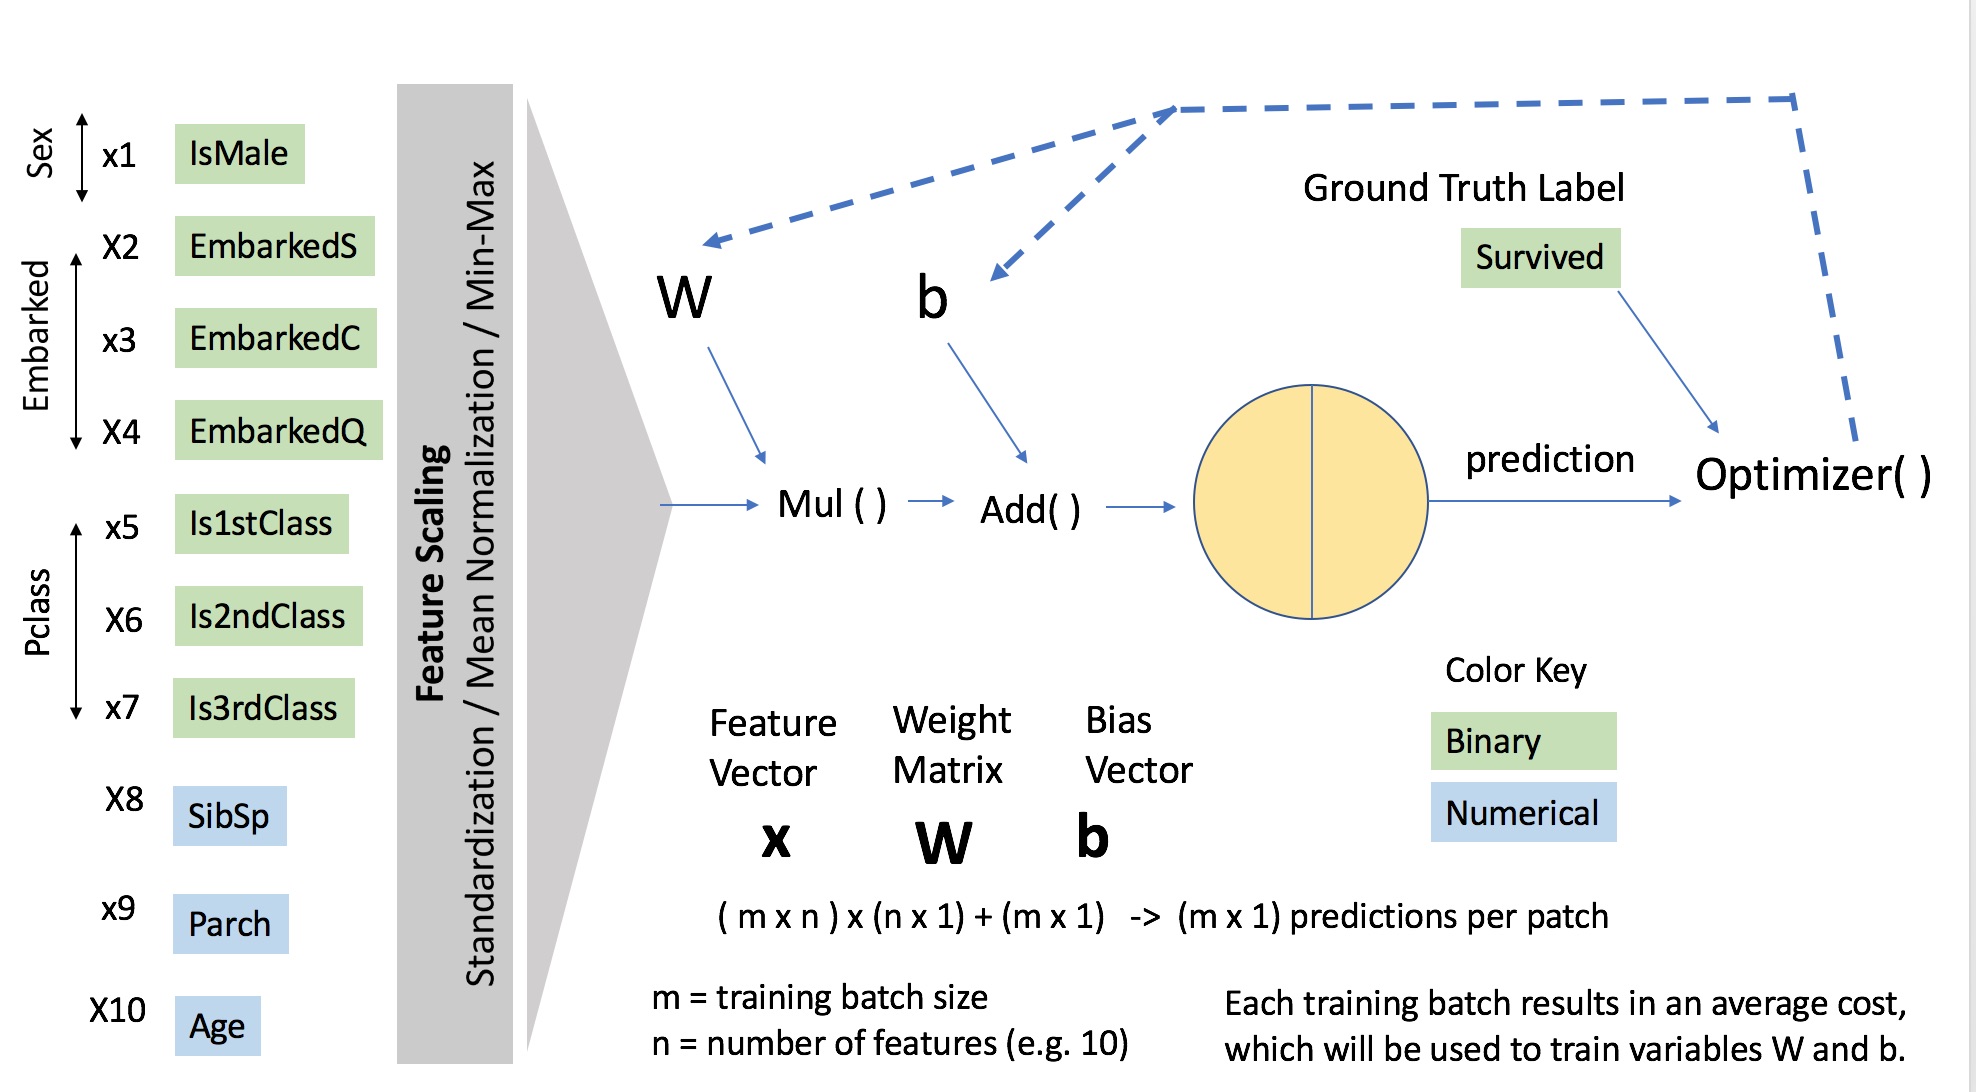 Sex
x1
IsMale
Embarked
X2
EmbarkedS
x3
EmbarkedC
X4
EmbarkedQ
Pclass
x5
Is1stClass
X6
Is2ndClass
x7
Is3rdClass
X8
SibSp
x9
Parch
X10
Age
Feature Scaling
Standardization / Mean Normalization / Min-Max
W
b
Mul ( )
Add( )
Ground Truth Label
Survived
prediction
Optimizer( )
Color Key
Binary
Numerical
Feature
Vector
x
Weight
Matrix
W
Bias
Vector
b
( m x n ) x (n x 1) + (m x 1) -> (m x 1) predictions per patch
m = training batch size
n = number of features (e.g. 10)
Each training batch results in an average cost,
which will be used to train variables W and b.